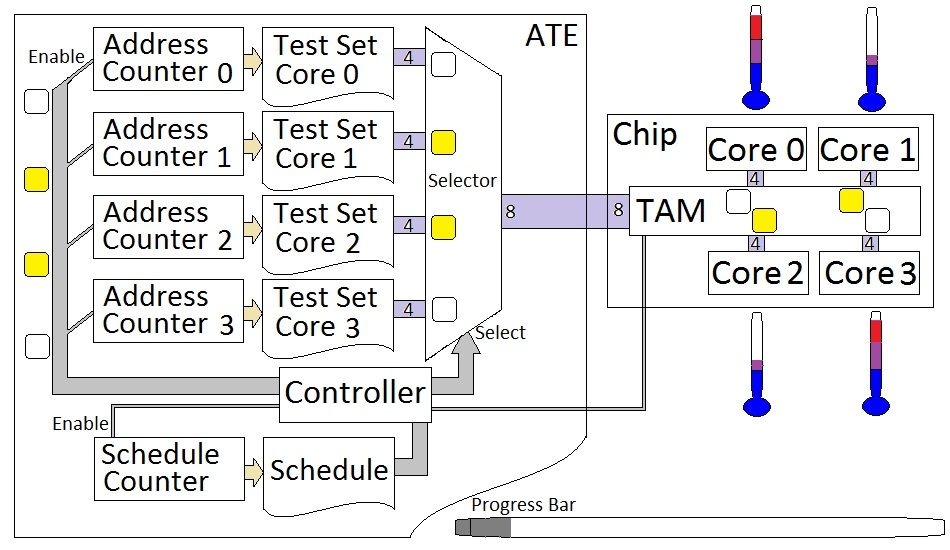 ATE
Enable
Address
Counter 0
Test Set
Core 0
4
Address
Counter 1
Test Set
Core 1
4
Selector
Address
Counter 2
Test Set
Core 2
4
Address
Counter 3
Test Set
Core 3
4
Select
8
8
Chip
Core 0
Core 1
4
4
TAM
4
4
Core 2
Core 3
Controller
Enable
Schedule
Counter
Schedule
Progress Bar